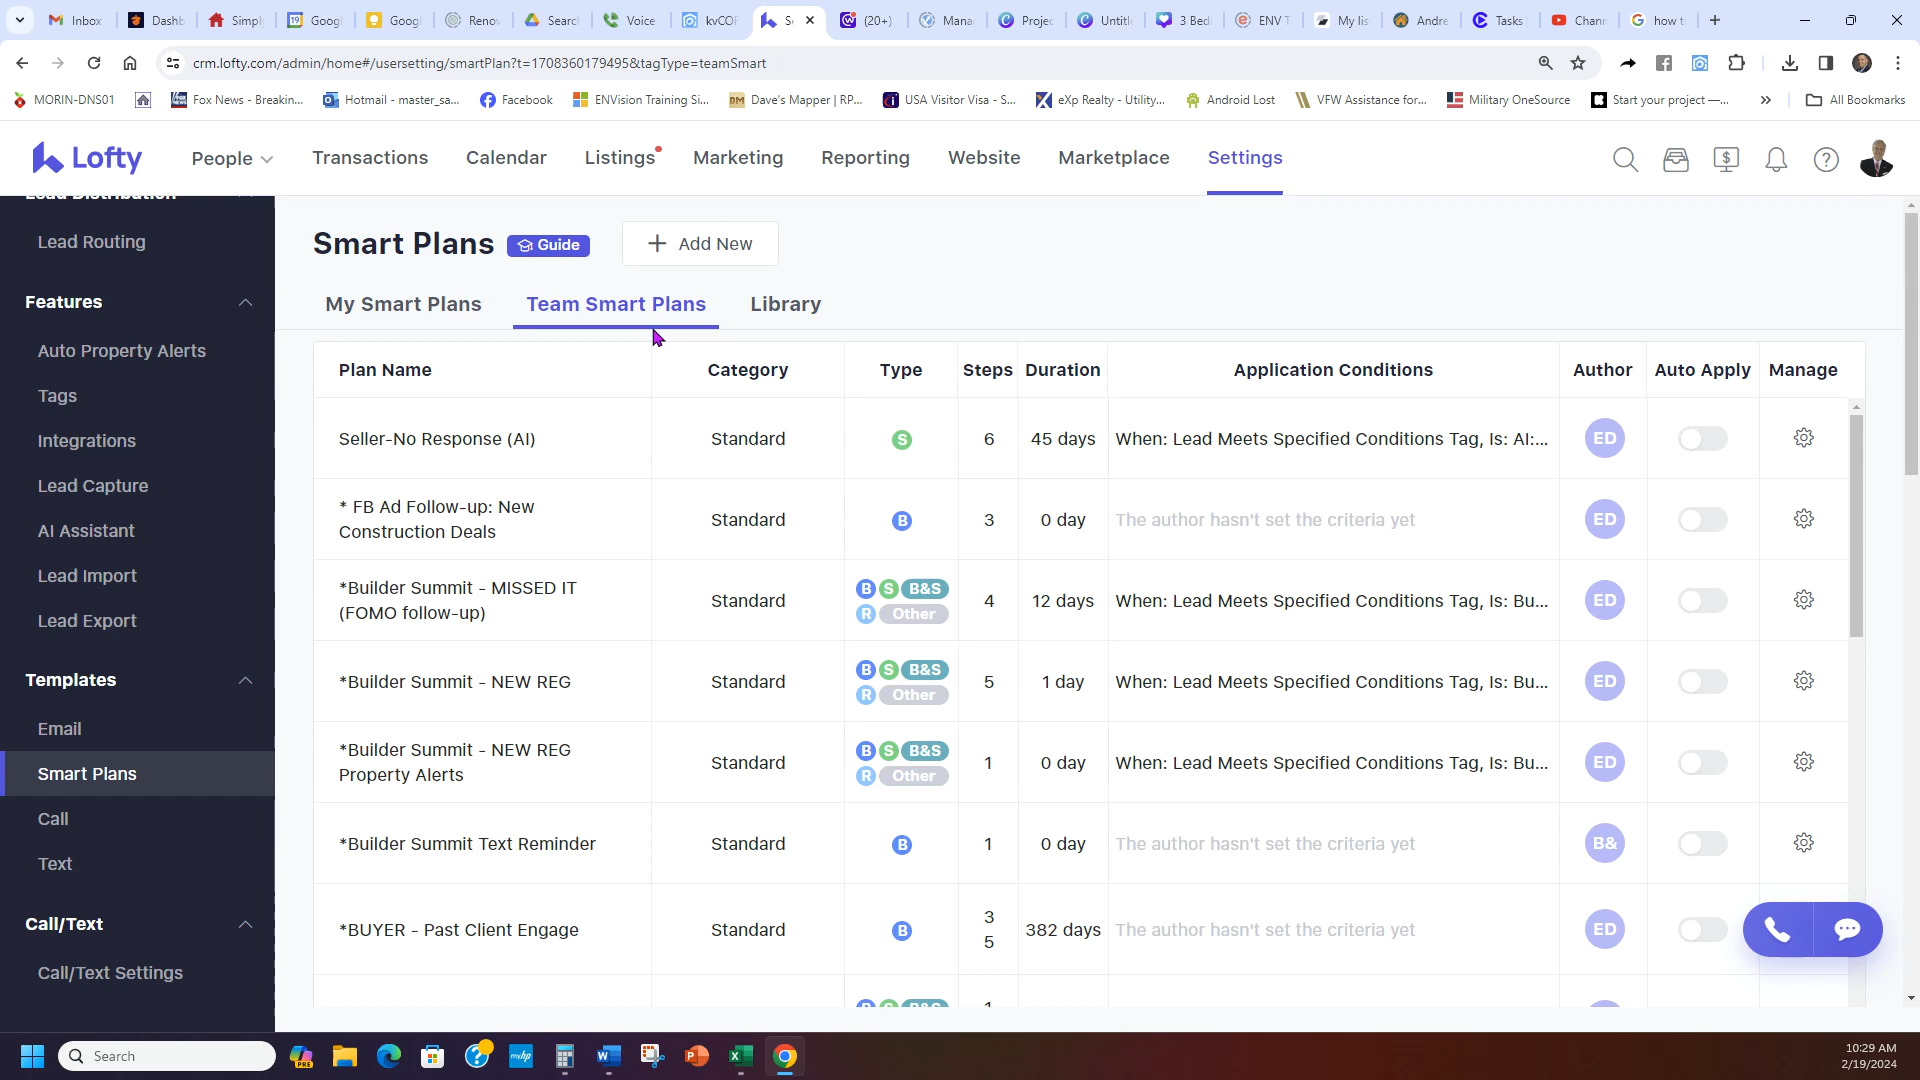 Inbox
Dashb
Simply
Googl
Googl
Renov
Search
Voice
kvCOR
S
(20+)
Mana
Projec
Untitl
3 Bedr
ENV T
My lis
Andre
Tasks
Chann
how t
crm.lofty.com/admin/home#/usersetting/smartPlan?t=1708360179495&tagType=teamSmart
MORIN-DNS01
Fox News - Breakin...
Hotmail - master_sa...
Facebook
ENVision Training Si...
Dave's Mapper | RP...
USA Visitor Visa - S...
eXp Realty - Utility...
Android Lost
VFW Assistance for...
Military OneSource
Start your project —...
»
All Bookmarks
Lofty
People
Transactions
Calendar
Listings
Marketing
Reporting
Website
Marketplace
Settings
Lead Distribution
Lead Routing
Features
Auto Property Alerts
Tags
Integrations
Lead Capture
AI Assistant
Lead Import
Lead Export
Templates
Email
Smart Plans
Call
Text
Call/Text
Call/Text Settings
Smart Plans
Guide
+ Add New
My Smart Plans
Team Smart Plans
Library
Plan Name
Category
Type
Steps
Duration
Application Conditions
Author
Auto Apply
Manage
Seller-No Response (AI)
Standard
S
6
45 days
When: Lead Meets Specified Conditions Tag, Is: AI:...
ED
* FB Ad Follow-up: New
Construction Deals
Standard
B
3
0 day
The author hasn't set the criteria yet
ED
*Builder Summit - MISSED IT
(FOMO follow-up)
Standard
B S B&S
R Other
4
12 days
When: Lead Meets Specified Conditions Tag, Is: Bu...
ED
*Builder Summit - NEW REG
Standard
B S B&S
R Other
5
1 day
When: Lead Meets Specified Conditions Tag, Is: Bu...
ED
*Builder Summit - NEW REG
Property Alerts
Standard
B S B&S
R Other
1
0 day
When: Lead Meets Specified Conditions Tag, Is: Bu...
ED
*Builder Summit Text Reminder
Standard
B
1
0 day
The author hasn't set the criteria yet
B&
*BUYER - Past Client Engage
Standard
B
3
5
382 days
The author hasn't set the criteria yet
ED
B S B&S
1
Search
10:29 AM
2/19/2024